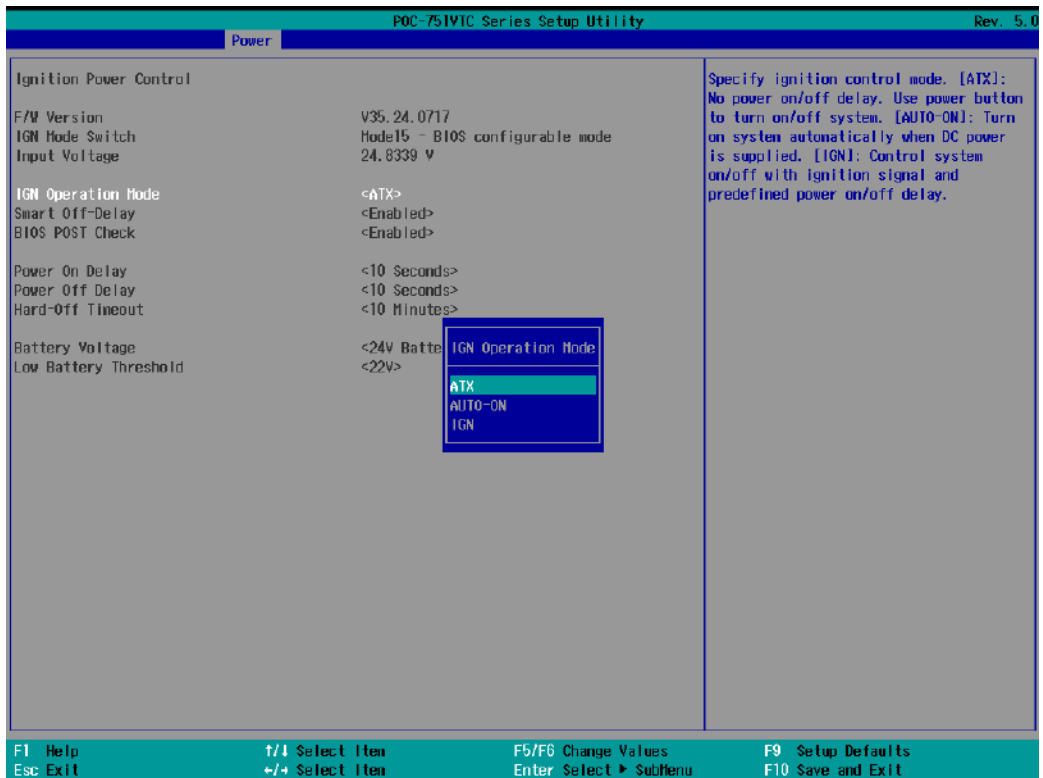 POC-751VTC Series Setup Utility Rev. 5.0
Power
Ignition Power Control
F/W Version V35.24.0717
IGN Mode Switch Mode15 - BIOS configurable mode
Input Voltage 24.8339 V
IGN Operation Mode <ATX>
Smart Off-Delay <Enabled>
BIOS POST Check <Enabled>
Power On Delay <10 Seconds>
Power Off Delay <10 Seconds>
Hard-Off Timeout <10 Minutes>
Battery Voltage <24V Batte
Low Battery Threshold <22V>
IGN Operation Mode
ATX
AUTO-ON
IGN
Specify ignition control mode. [ATX]:
No power on/off delay. Use power button
to turn on/off system. [AUTO-ON]: Turn
on system automatically when DC power
is supplied. [IGN]: Control system
on/off with ignition signal and
predefined power on/off delay.
F1 Help ↑/↓ Select Item F5/F6 Change Values F9 Setup Defaults
Esc Exit ←/→ Select Item Enter Select ► SubMenu F10 Save and Exit